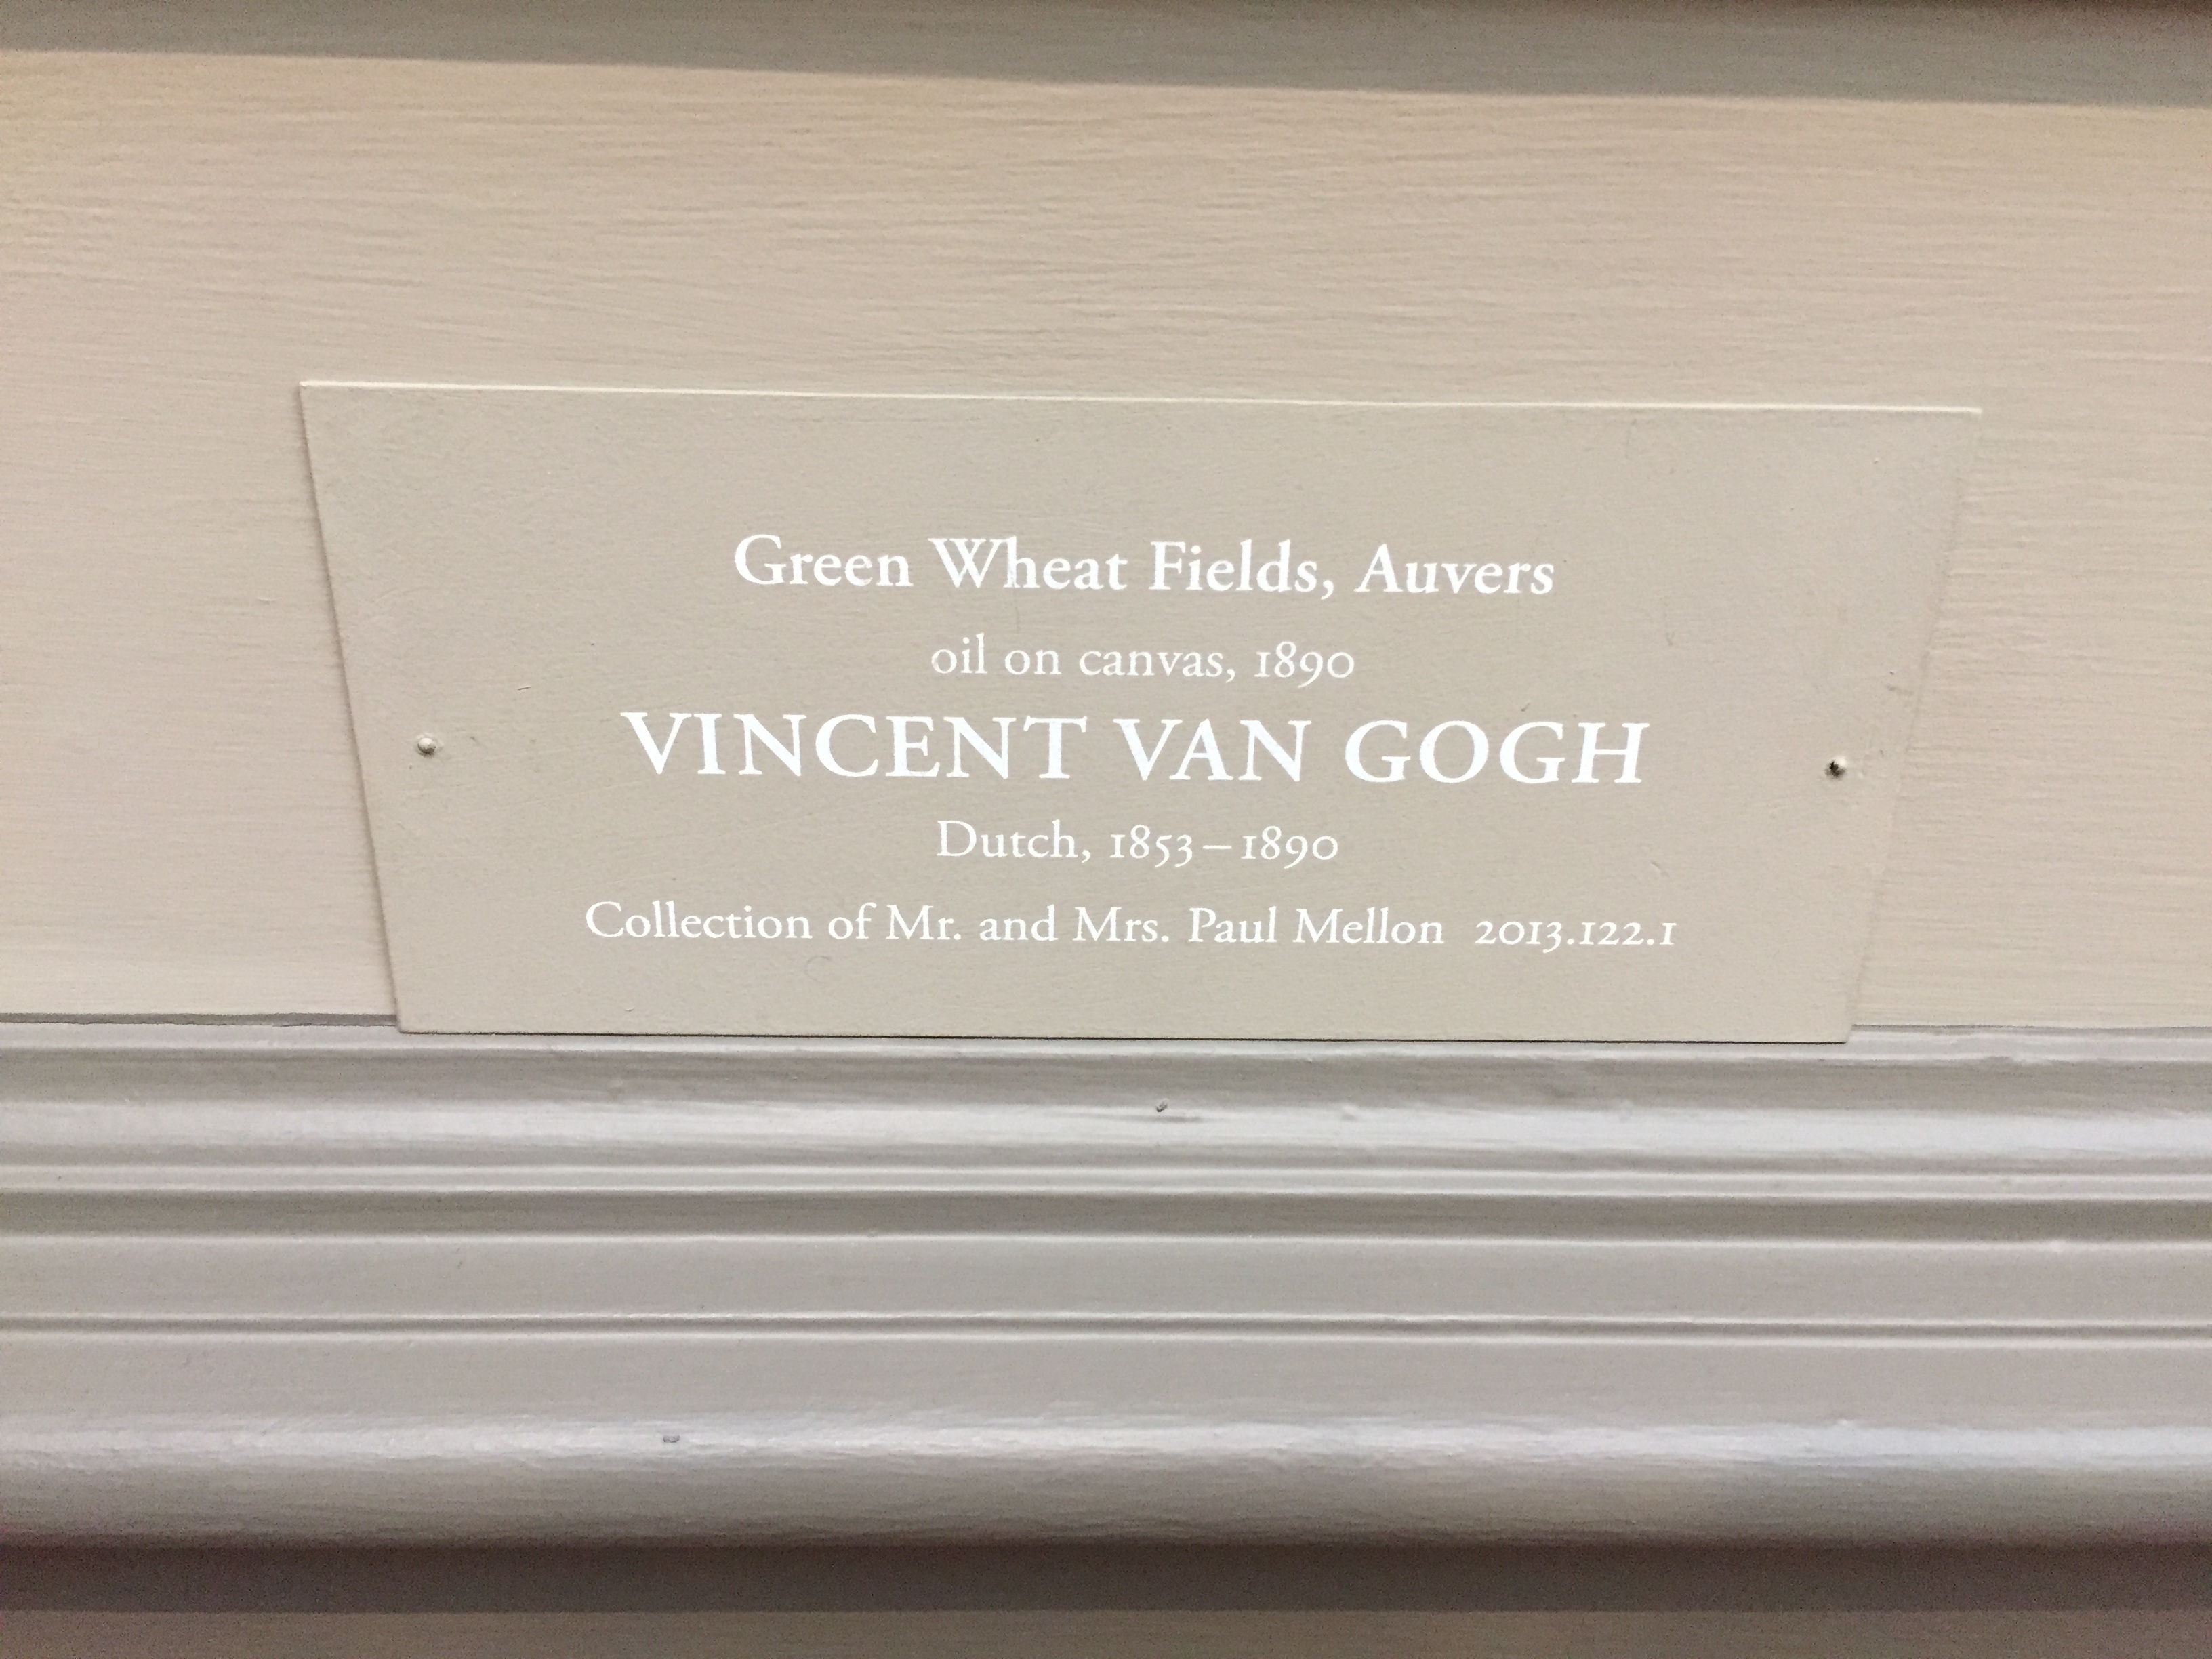 Green Wheat Fields, Auvers
oil on canvas, 1890
VINCENT VAN GOGH
Dutch, 1853–1890
Collection of Mr. and Mrs. Paul Mellon 2013.122.1